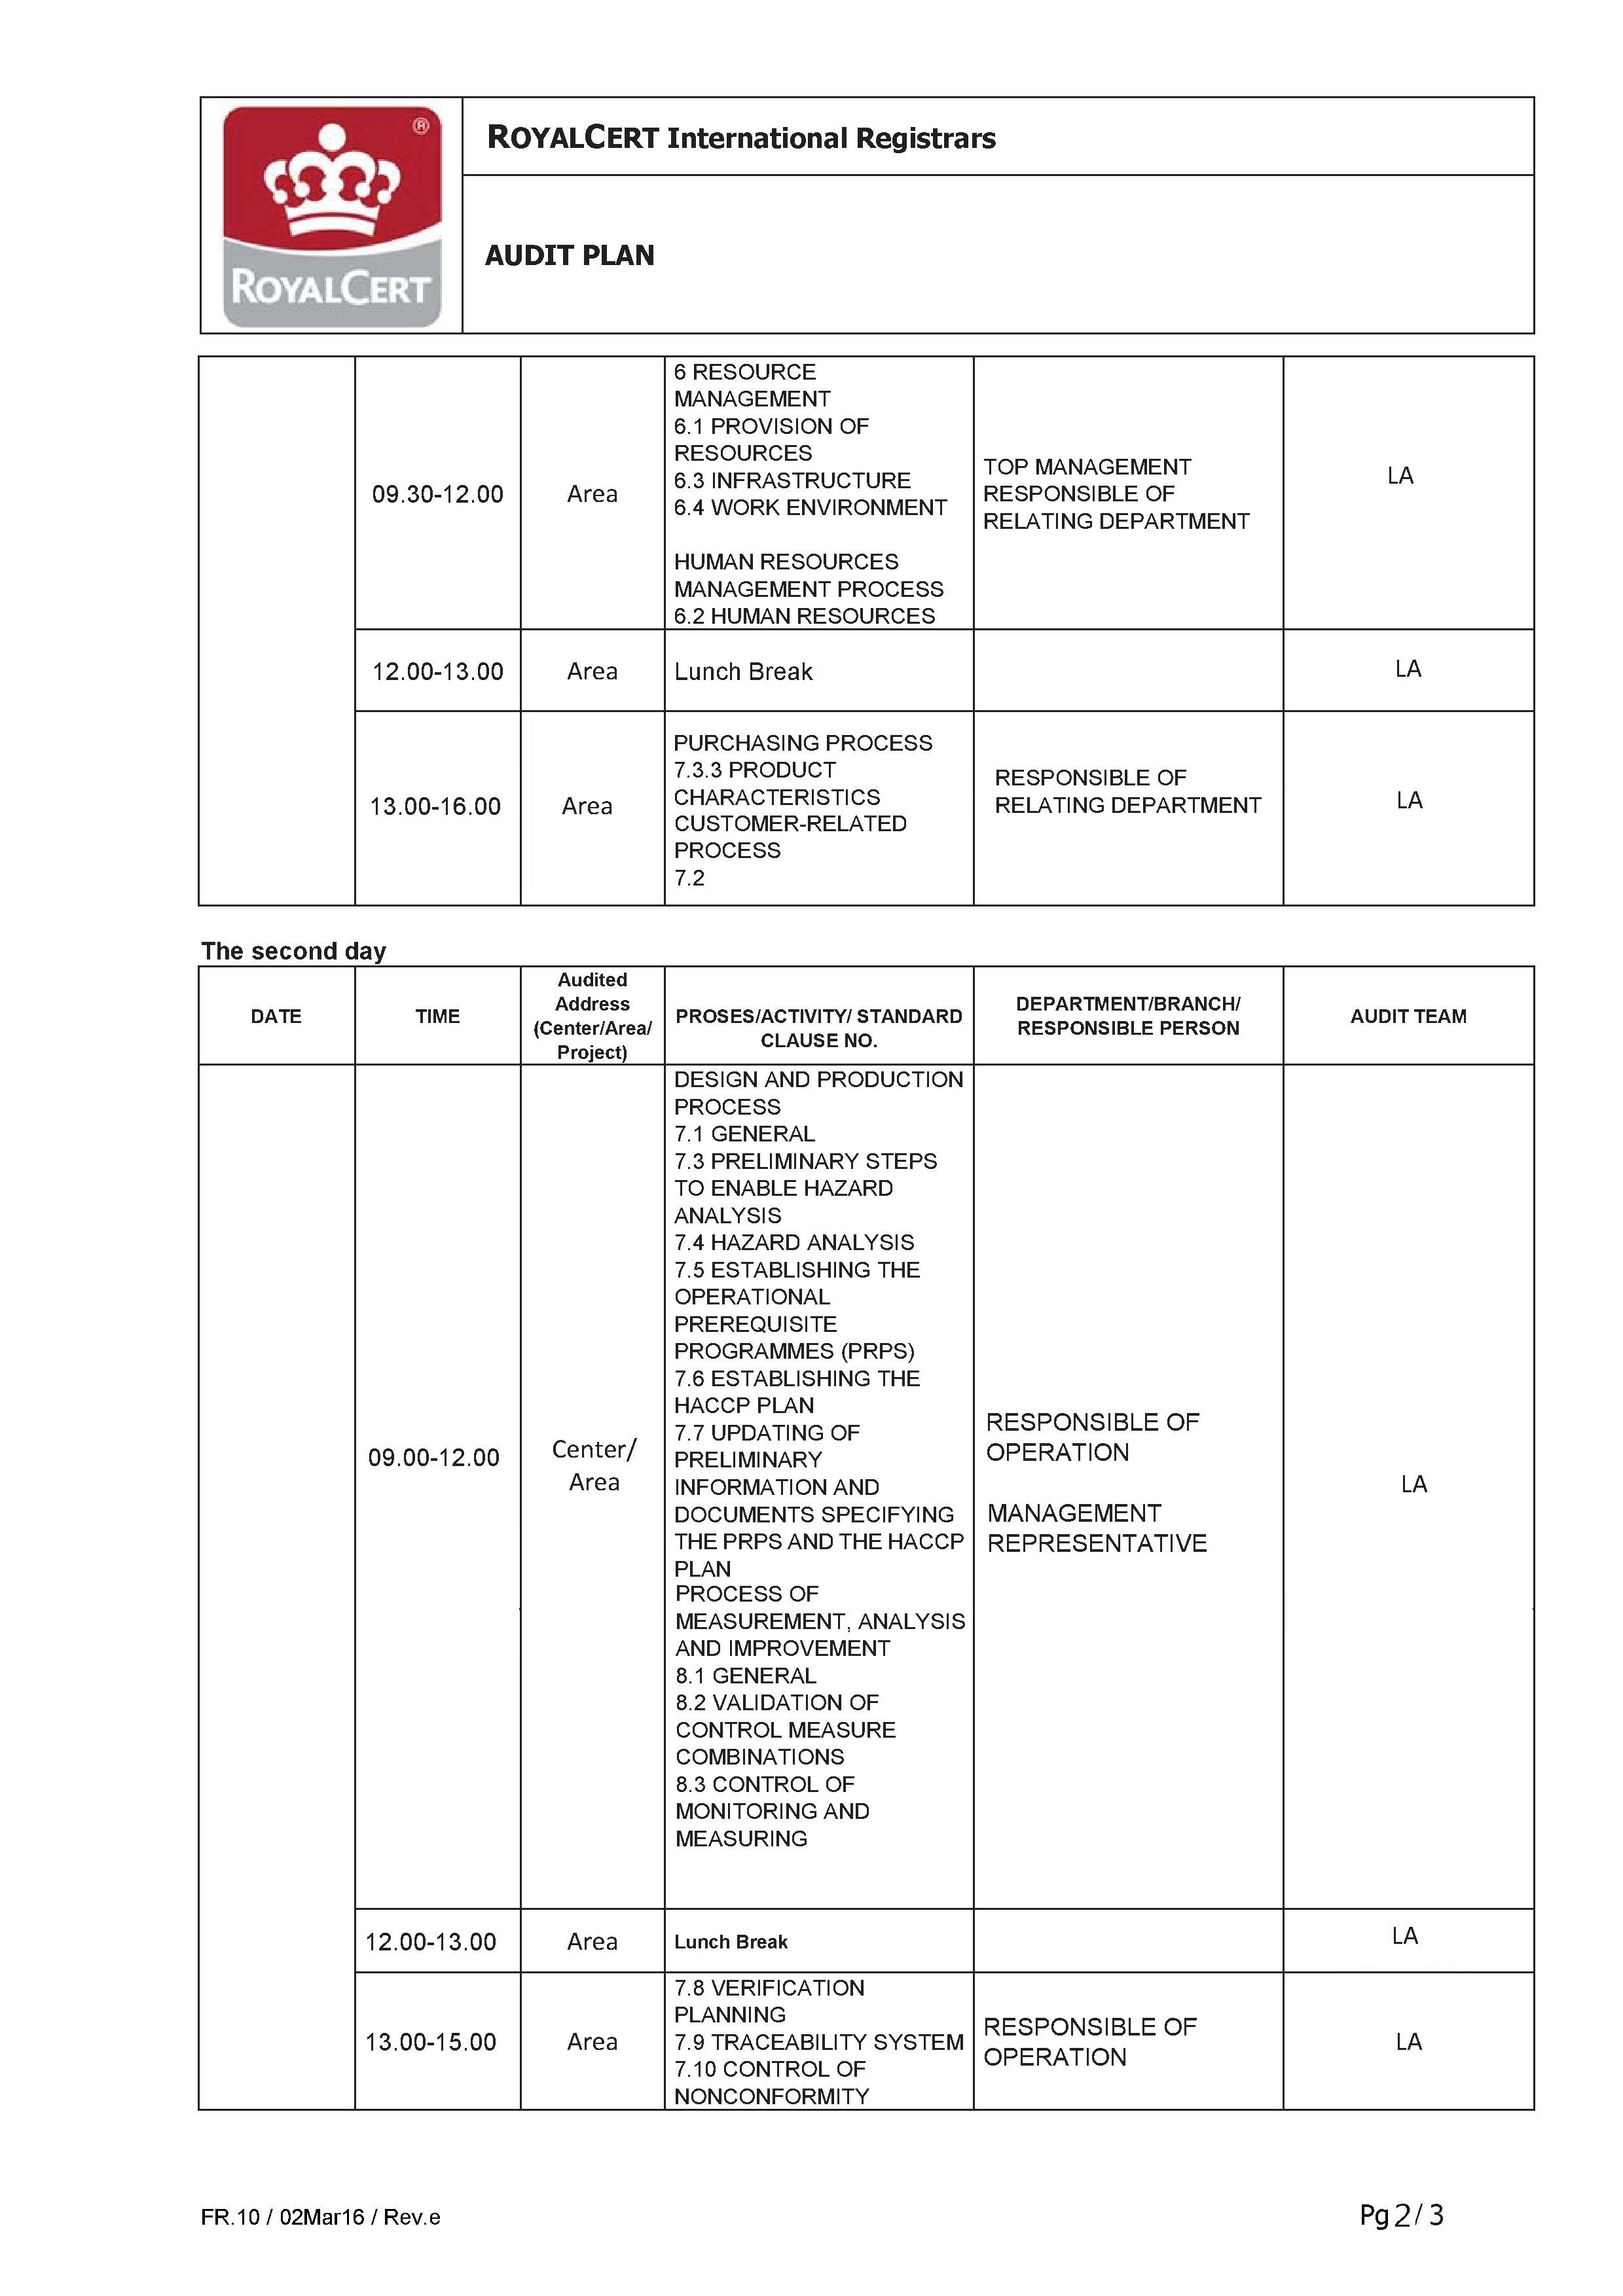 ®
ROYALCERT
ROYALCERT International Registrars
AUDIT PLAN
09.30-12.00
Area
6 RESOURCE
MANAGEMENT
6.1 PROVISION OF
RESOURCES
6.3 INFRASTRUCTURE
6.4 WORK ENVIRONMENT
HUMAN RESOURCES
MANAGEMENT PROCESS
6.2 HUMAN RESOURCES
TOP MANAGEMENT
RESPONSIBLE OF
RELATING DEPARTMENT
LA
12.00-13.00
Area
Lunch Break
LA
13.00-16.00
Area
PURCHASING PROCESS
7.3.3 PRODUCT
CHARACTERISTICS
CUSTOMER-RELATED
PROCESS
7.2
RESPONSIBLE OF
RELATING DEPARTMENT
LA
The second day
DATE
TIME
Audited
Address
(Center/Area/
Project)
PROSES/ACTIVITY/ STANDARD
CLAUSE NO.
DEPARTMENT/BRANCH/
RESPONSIBLE PERSON
AUDIT TEAM
09.00-12.00
Center/
Area
DESIGN AND PRODUCTION
PROCESS
7.1 GENERAL
7.3 PRELIMINARY STEPS
TO ENABLE HAZARD
ANALYSIS
7.4 HAZARD ANALYSIS
7.5 ESTABLISHING THE
OPERATIONAL
PREREQUISITE
PROGRAMMES (PRPS)
7.6 ESTABLISHING THE
HACCP PLAN
7.7 UPDATING OF
PRELIMINARY
INFORMATION AND
DOCUMENTS SPECIFYING
THE PRPS AND THE HACCP
PLAN
PROCESS OF
MEASUREMENT, ANALYSIS
AND IMPROVEMENT
8.1 GENERAL
8.2 VALIDATION OF
CONTROL MEASURE
COMBINATIONS
8.3 CONTROL OF
MONITORING AND
MEASURING
RESPONSIBLE OF
OPERATION
MANAGEMENT
REPRESENTATIVE
LA
12.00-13.00
Area
Lunch Break
LA
13.00-15.00
Area
7.8 VERIFICATION
PLANNING
7.9 TRACEABILITY SYSTEM
7.10 CONTROL OF
NONCONFORMITY
RESPONSIBLE OF
OPERATION
LA
FR.10 / 02Mar16 / Rev.e
Pg 2/ 3